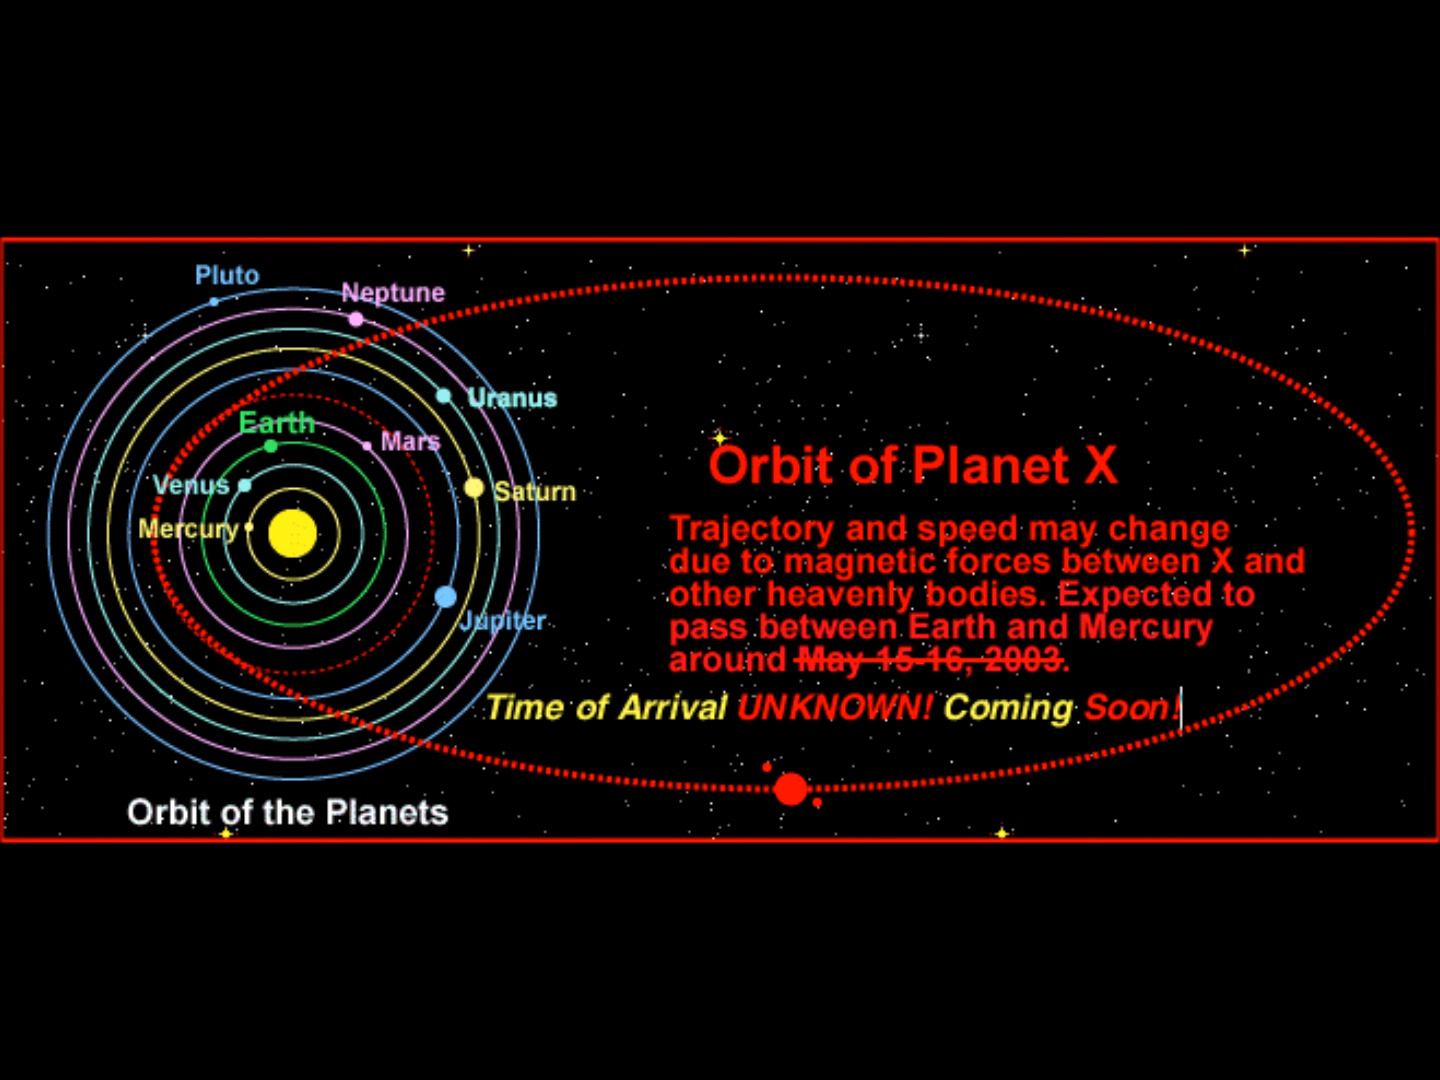 Pluto
Neptune
Uranus
Earth
Mars
Venus
Saturn
Mercury
Jupiter
Orbit of the Planets
Orbit of Planet X
Trajectory and speed may change
due to magnetic forces between X and
other heavenly bodies. Expected to
pass between Earth and Mercury
around May 15-16, 2003.
Time of Arrival UNKNOWN! Coming Soon!